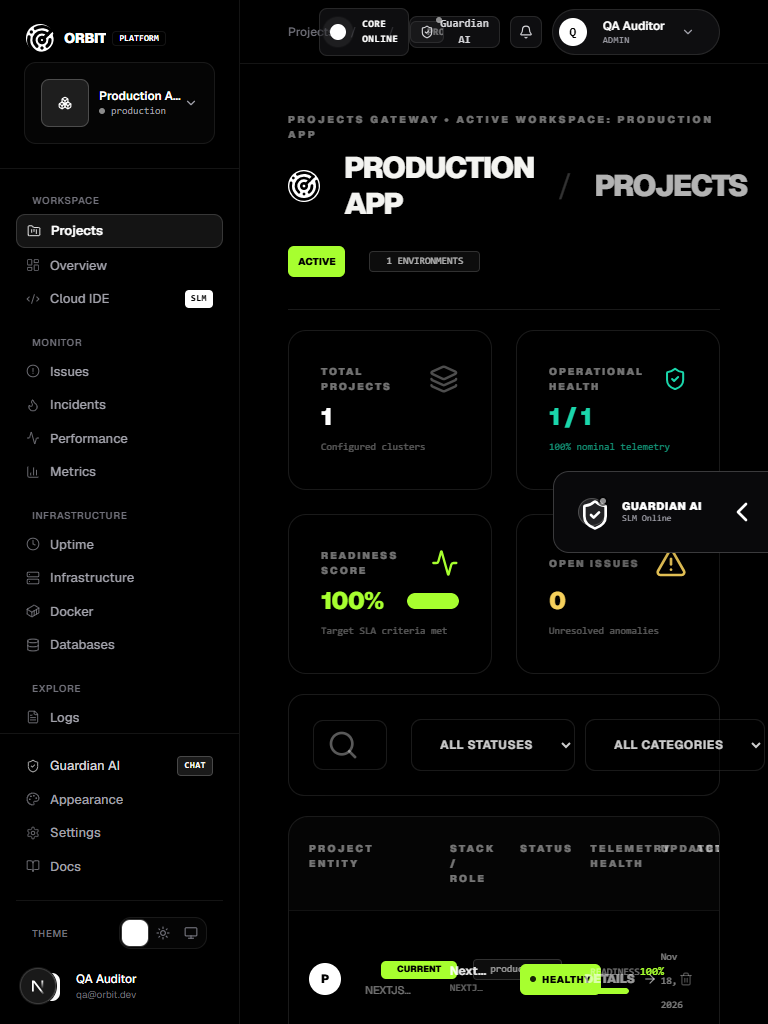 ORBIT PLATFORM
Production A...
production
WORKSPACE
Projects
Overview
Cloud IDE SLM
MONITOR
Issues
Incidents
Performance
Metrics
INFRASTRUCTURE
Uptime
Infrastructure
Docker
Databases
EXPLORE
Logs
Guardian AI CHAT
Appearance
Settings
Docs
THEME
N
QA Auditor
qa@orbit.dev
CORE
ONLINE
Guardian
AI
Q
QA Auditor
ADMIN
PROJECTS GATEWAY • ACTIVE WORKSPACE: PRODUCTION
APP
PRODUCTION
APP
/ PROJECTS
ACTIVE 1 ENVIRONMENTS
TOTAL
PROJECTS
1
Configured clusters
OPERATIONAL
HEALTH
1/1
100% nominal telemetry
GUARDIAN AI
SLM Online
READINESS
SCORE
100%
Target SLA criteria met
OPEN ISSUES
0
Unresolved anomalies
ALL STATUSES ALL CATEGORIES
PROJECT
ENTITY
STACK
/
ROLE
STATUS
TELEMETRY
HEALTH
P
CURRENT
NEXTJS...
Next...
NEXTJ...
HEALTHY
READINESS 100%
DETAILS →
Nov
18,
2026